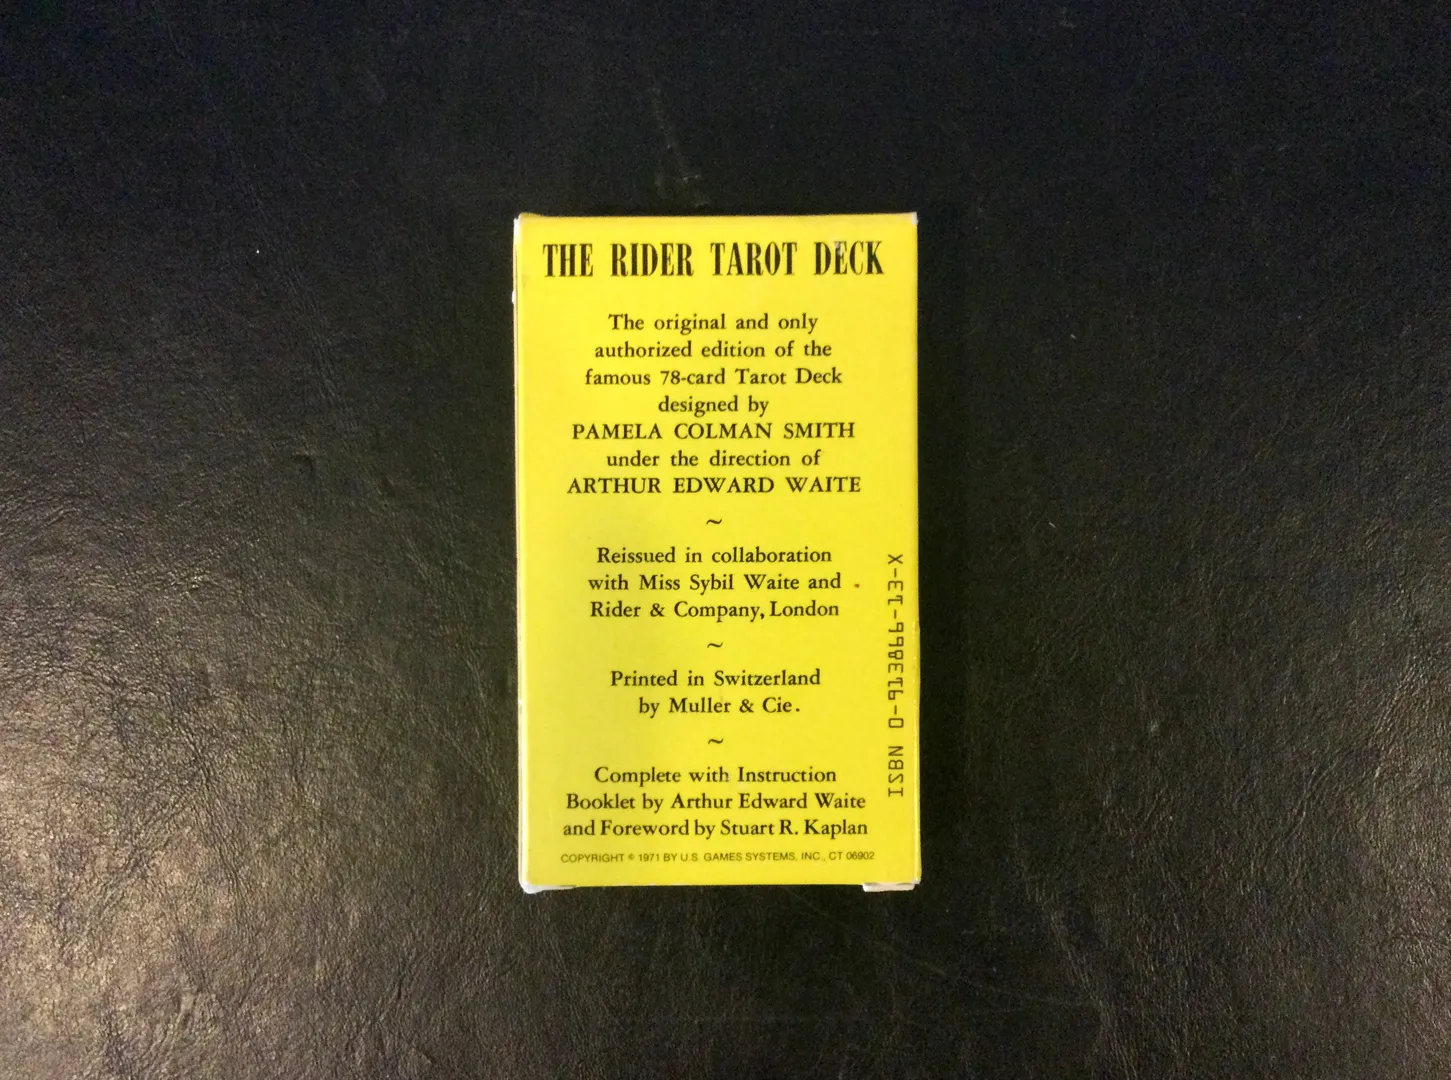 THE RIDER TAROT DECK
The original and only
authorized edition of the
famous 78-card Tarot Deck
designed by
PAMELA COLMAN SMITH
under the direction of
ARTHUR EDWARD WAITE
~
Reissued in collaboration
with Miss Sybil Waite and
Rider & Company, London
~
Printed in Switzerland
by Muller & Cie.
~
Complete with Instruction
Booklet by Arthur Edward Waite
and Foreword by Stuart R. Kaplan
COPYRIGHT © 1971 BY U.S. GAMES SYSTEMS, INC., CT 06902
ISBN 0-913866-13-X